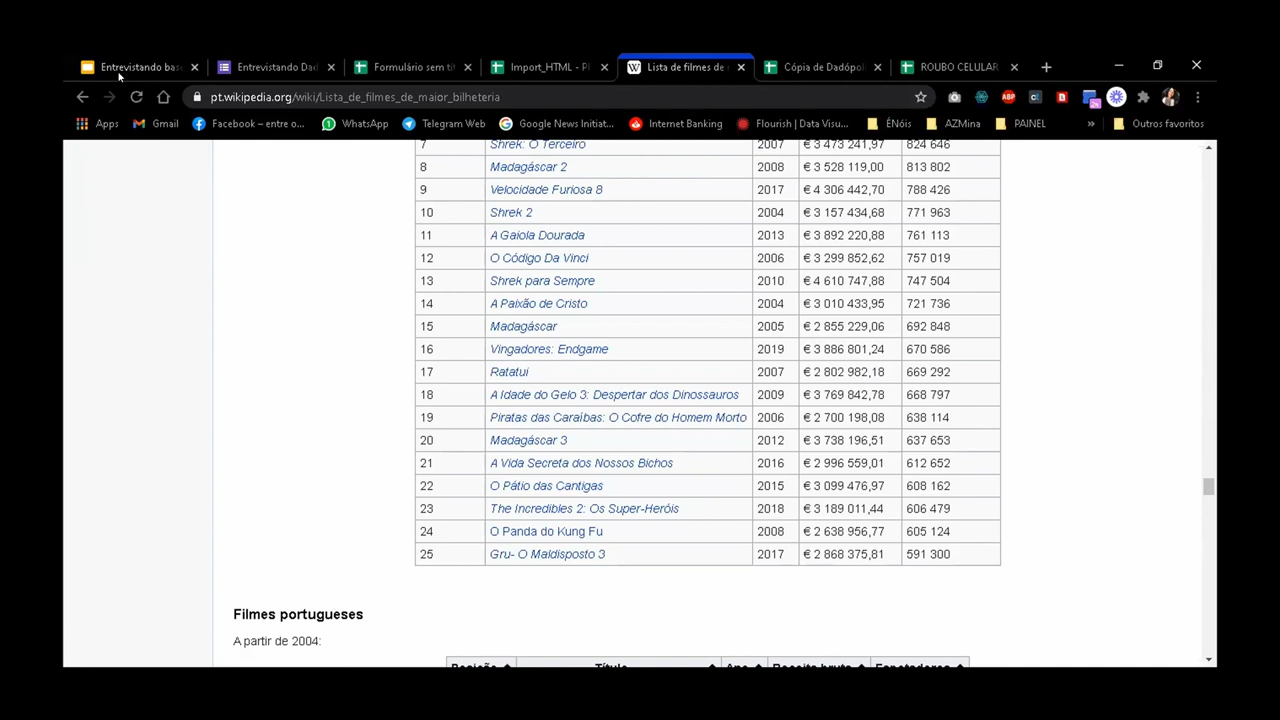 Entrevistando bas
Entrevistando Dad
Formulário sem tí
Import_HTML - Pl
Lista de filmes de
Cópia de Dadópol
ROUBO CELULAR
pt.wikipedia.org/wiki/Lista_de_filmes_de_maior_bilheteria
Apps
Gmail
Facebook – entre o...
WhatsApp
Telegram Web
Google News Initiat...
Internet Banking
Flourish | Data Visu...
ÉNóis
AZMina
PAINEL
»
Outros favoritos
7 Shrek: O Terceiro 2007 € 3 473 241,97 824 646
8 Madagáscar 2 2008 € 3 528 119,00 813 802
9 Velocidade Furiosa 8 2017 € 4 306 442,70 788 426
10 Shrek 2 2004 € 3 157 434,68 771 963
11 A Gaiola Dourada 2013 € 3 892 220,88 761 113
12 O Código Da Vinci 2006 € 3 299 852,62 757 019
13 Shrek para Sempre 2010 € 4 610 747,88 747 504
14 A Paixão de Cristo 2004 € 3 010 433,95 721 736
15 Madagáscar 2005 € 2 855 229,06 692 848
16 Vingadores: Endgame 2019 € 3 886 801,24 670 586
17 Ratatui 2007 € 2 802 982,18 669 292
18 A Idade do Gelo 3: Despertar dos Dinossauros 2009 € 3 769 842,78 668 797
19 Piratas das Caraíbas: O Cofre do Homem Morto 2006 € 2 700 198,08 638 114
20 Madagáscar 3 2012 € 3 738 196,51 637 653
21 A Vida Secreta dos Nossos Bichos 2016 € 2 996 559,01 612 652
22 O Pátio das Cantigas 2015 € 3 099 476,97 608 162
23 The Incredibles 2: Os Super-Heróis 2018 € 3 189 011,44 606 479
24 O Panda do Kung Fu 2008 € 2 638 956,77 605 124
25 Gru- O Maldisposto 3 2017 € 2 868 375,81 591 300
Filmes portugueses
A partir de 2004:
Posição Título Ano Receita bruta Espetadores